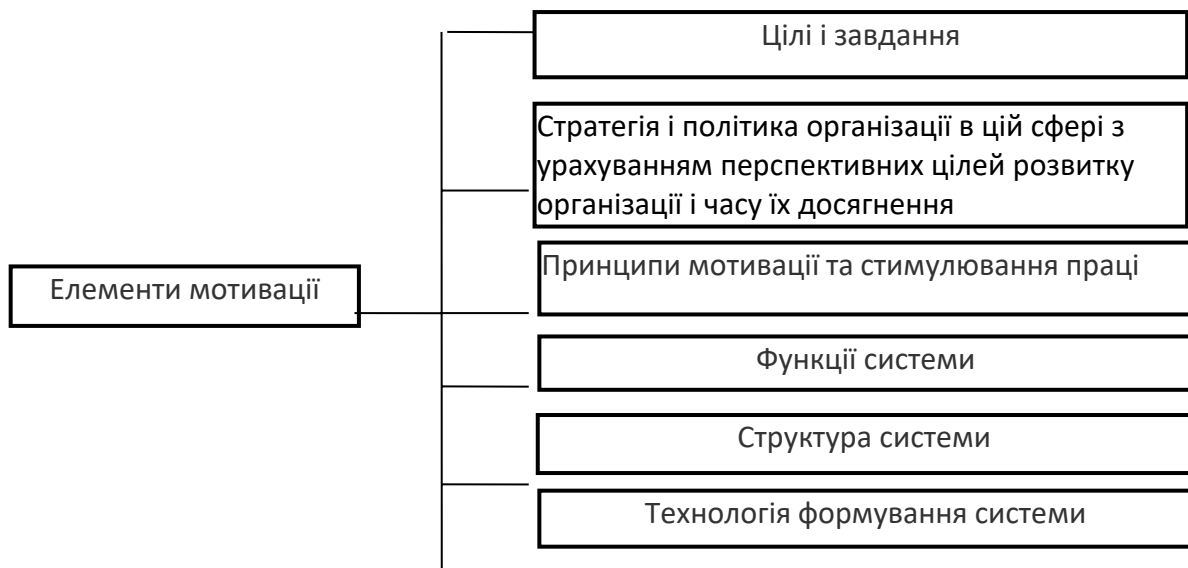 Цілі і завдання
Стратегія і політика організації в цій сфері з
урахуванням перспективних цілей розвитку
організації і часу їх досягнення
Принципи мотивації та стимулювання праці
Елементи мотивації
Функції системи
Структура системи
Технологія формування системи